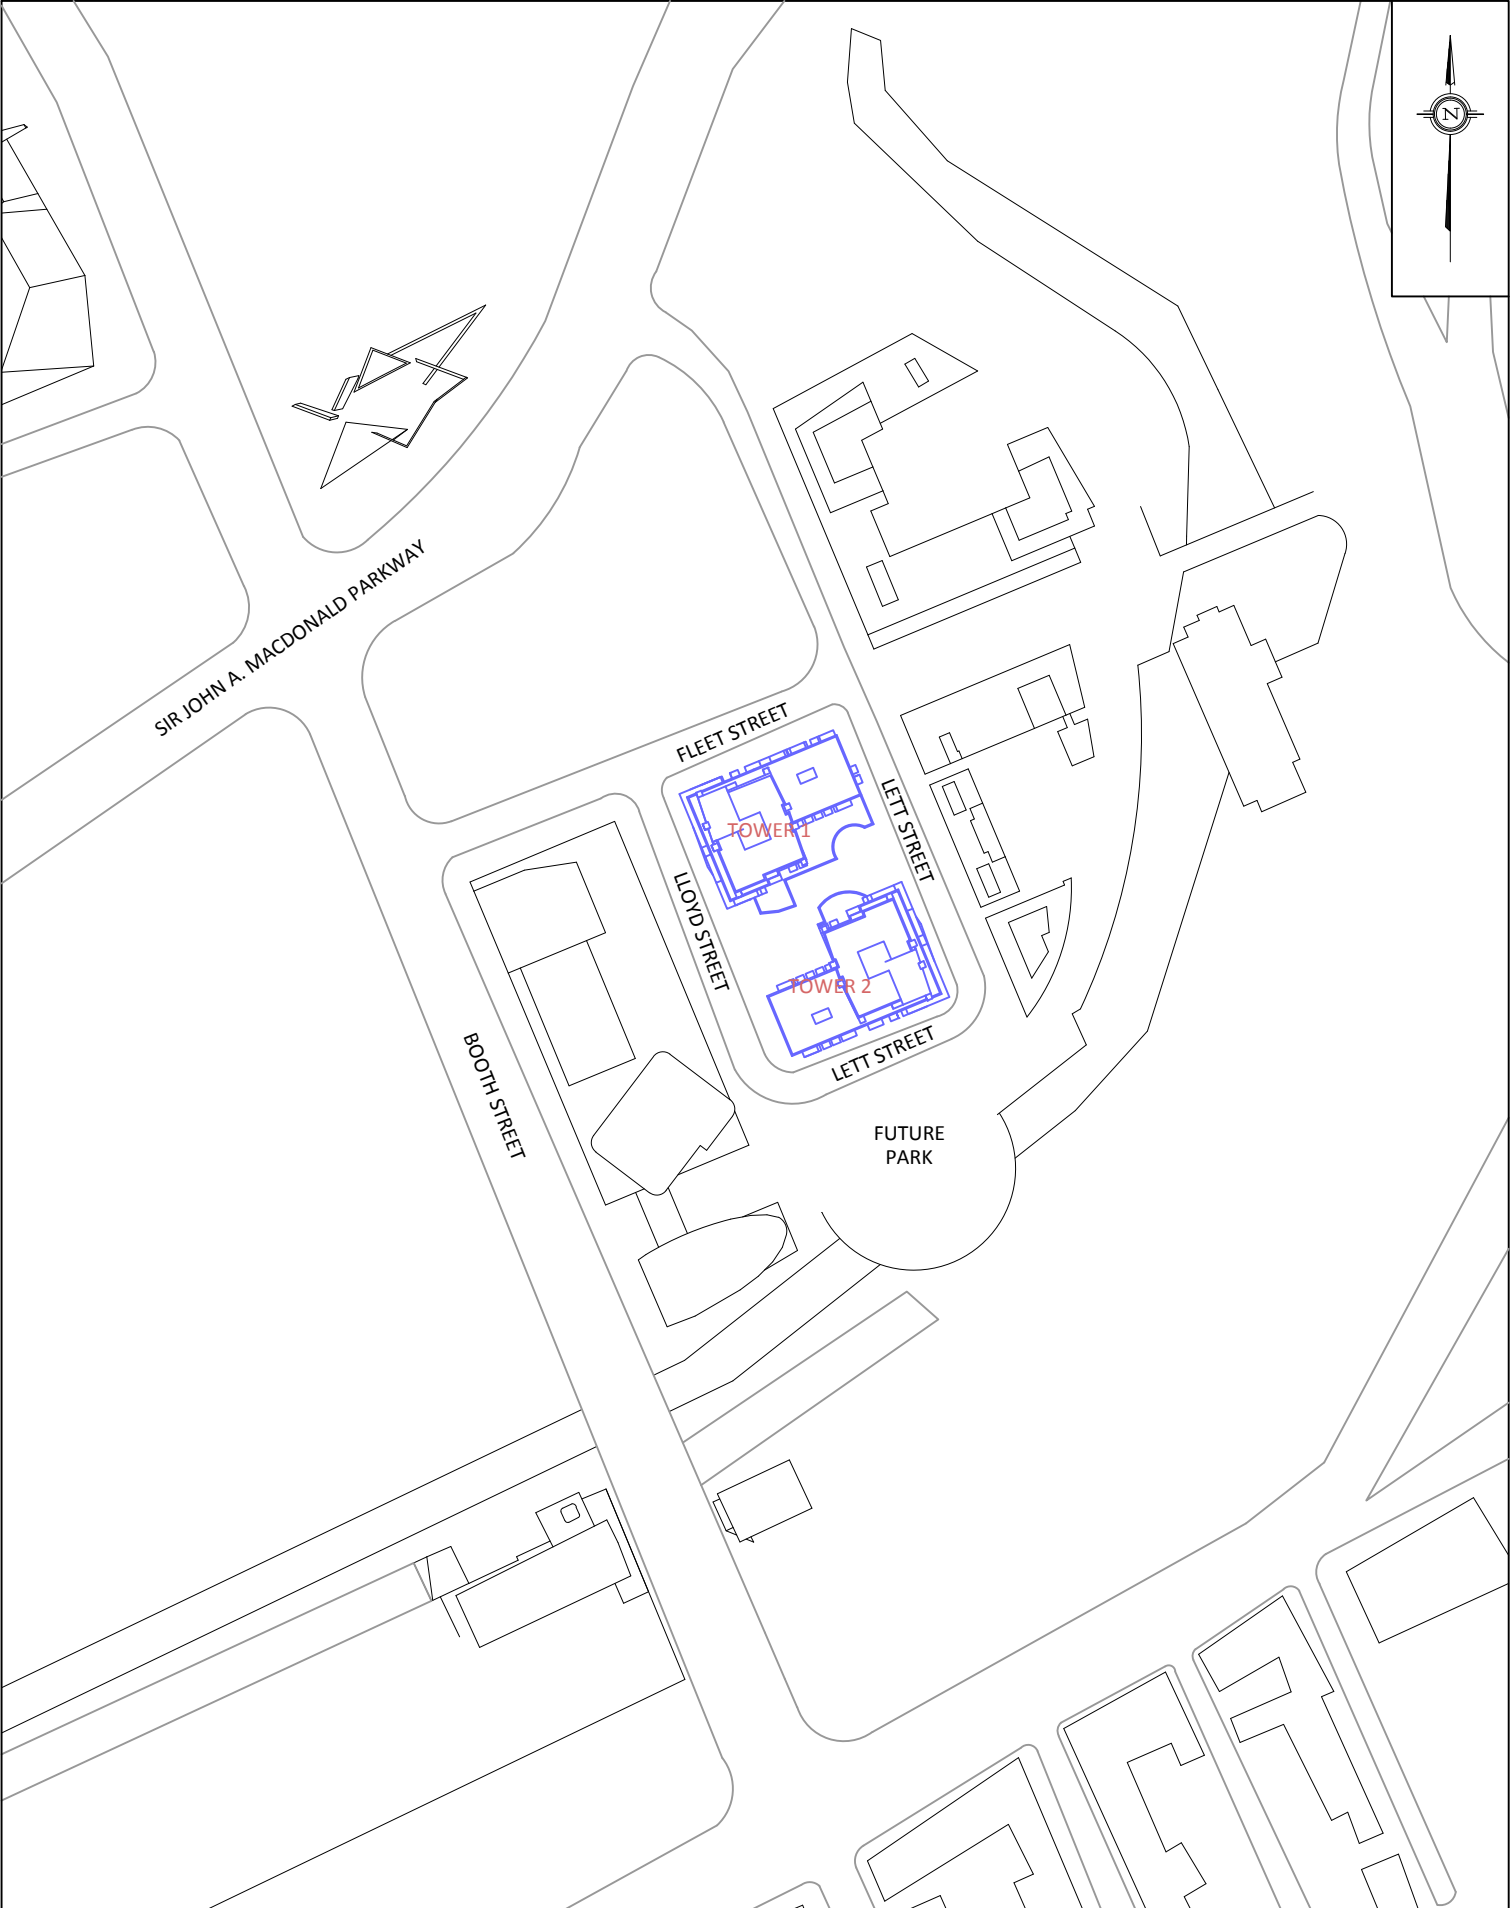 N
SIR JOHN A. MACDONALD PARKWAY
FLEET STREET
LETT STREET
TOWER 1
LLOYD STREET
TOWER 2
LETT STREET
BOOTH STREET
FUTURE
PARK